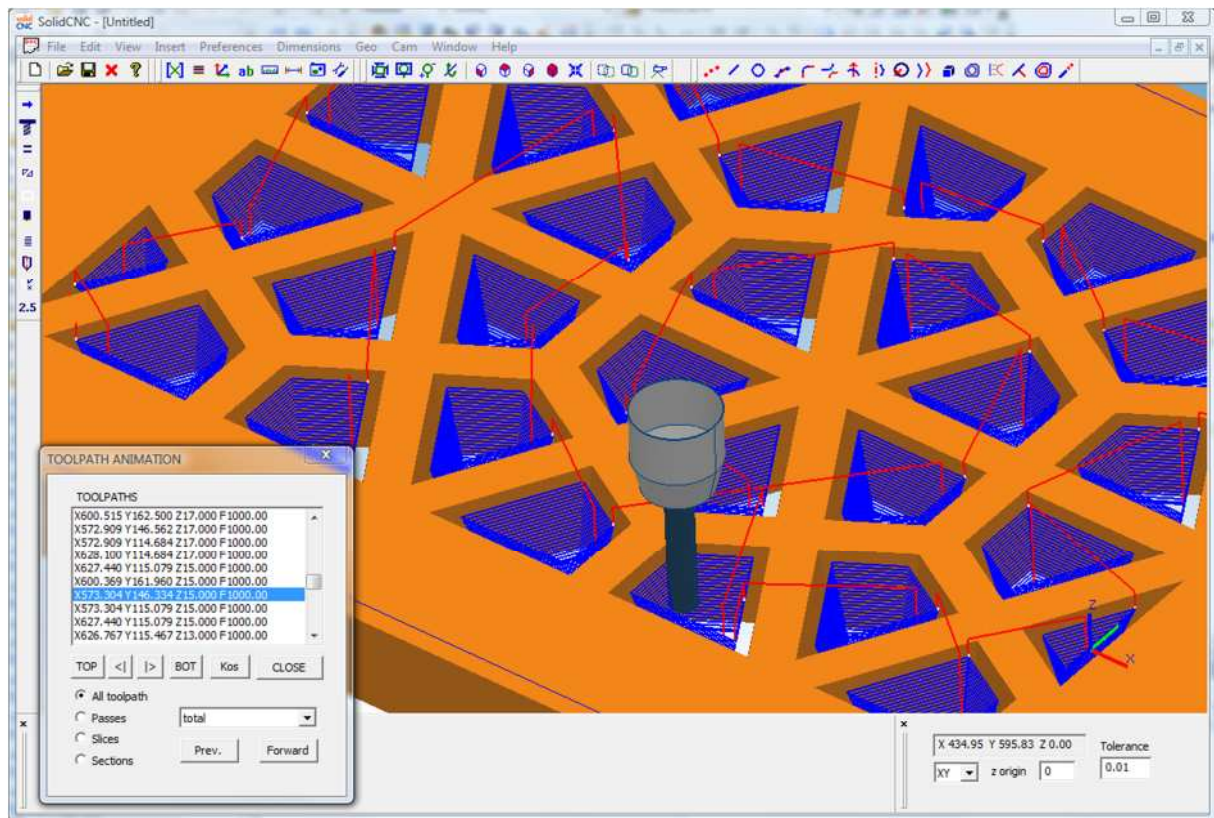 solid
CNC
SolidCNC - [Untitled]
File Edit View Insert Preferences Dimensions Geo Cam Window Help
ab
2.5
TOOLPATH ANIMATION
TOOLPATHS
X600.515 Y162.500 Z17.000 F1000.00
X572.909 Y146.562 Z17.000 F1000.00
X572.909 Y114.684 Z17.000 F1000.00
X628.100 Y114.684 Z17.000 F1000.00
X627.440 Y115.079 Z15.000 F1000.00
X600.369 Y161.960 Z15.000 F1000.00
X573.304 Y146.334 Z15.000 F1000.00
X573.304 Y115.079 Z15.000 F1000.00
X627.440 Y115.079 Z15.000 F1000.00
X626.767 Y115.467 Z13.000 F1000.00
TOP <| |> BOT Kos CLOSE
All toolpath
Passes total
Slices
Prev. Forward
Sections
Z
X
X 434.95 Y 595.83 Z 0.00 Tolerance
XY z origin 0 0.01